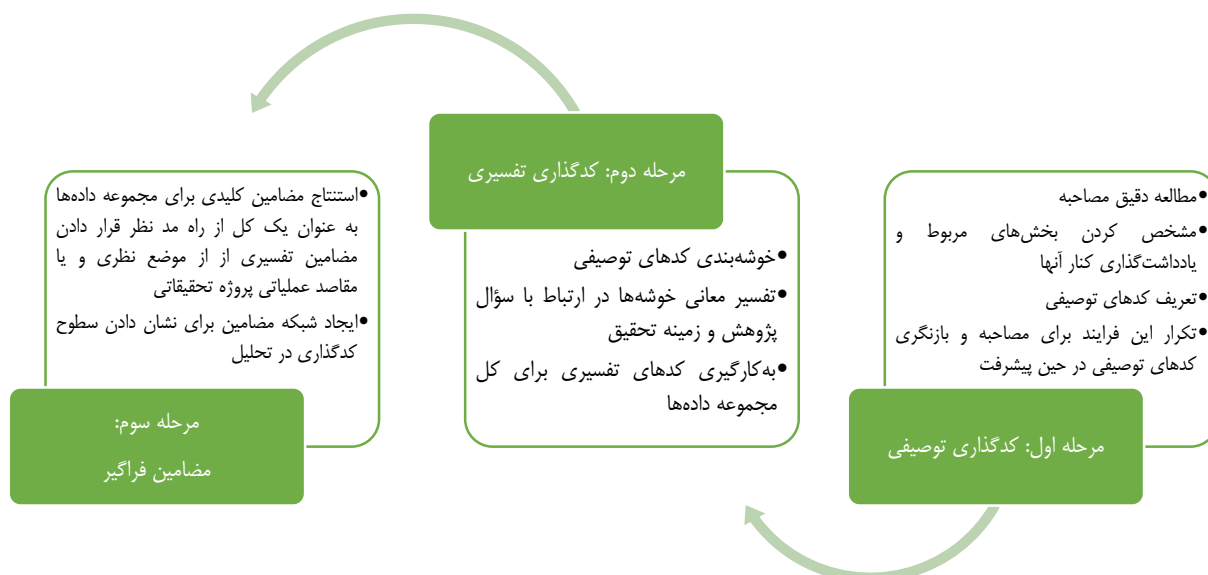 •مطالعه دقیق مصاحبه
•مشخص کردن بخش‌های مربوط و
یادداشت‌گذاری کنار آنها
•تعریف کدهای توصیفی
•تکرار این فرایند برای مصاحبه و بازنگری
کدهای توصیفی در حین پیشرفت
مرحله اول: کدگذاری توصیفی
مرحله دوم: کدگذاری تفسیری
•خوشه‌بندی کدهای توصیفی
•تفسیر معانی خوشه‌ها در ارتباط با سؤال
پژوهش و زمینه تحقیق
•به‌کارگیری کدهای تفسیری برای کل
مجموعه داده‌ها
•استنتاج مضامین کلیدی برای مجموعه داده‌ها
به عنوان یک کل از راه مد نظر قرار دادن
مضامین تفسیری از از موضع نظری و یا
مقاصد عملیاتی پروژه تحقیقاتی
•ایجاد شبکه مضامین برای نشان دادن سطوح
کدگذاری در تحلیل
مرحله سوم:
مضامین فراگیر